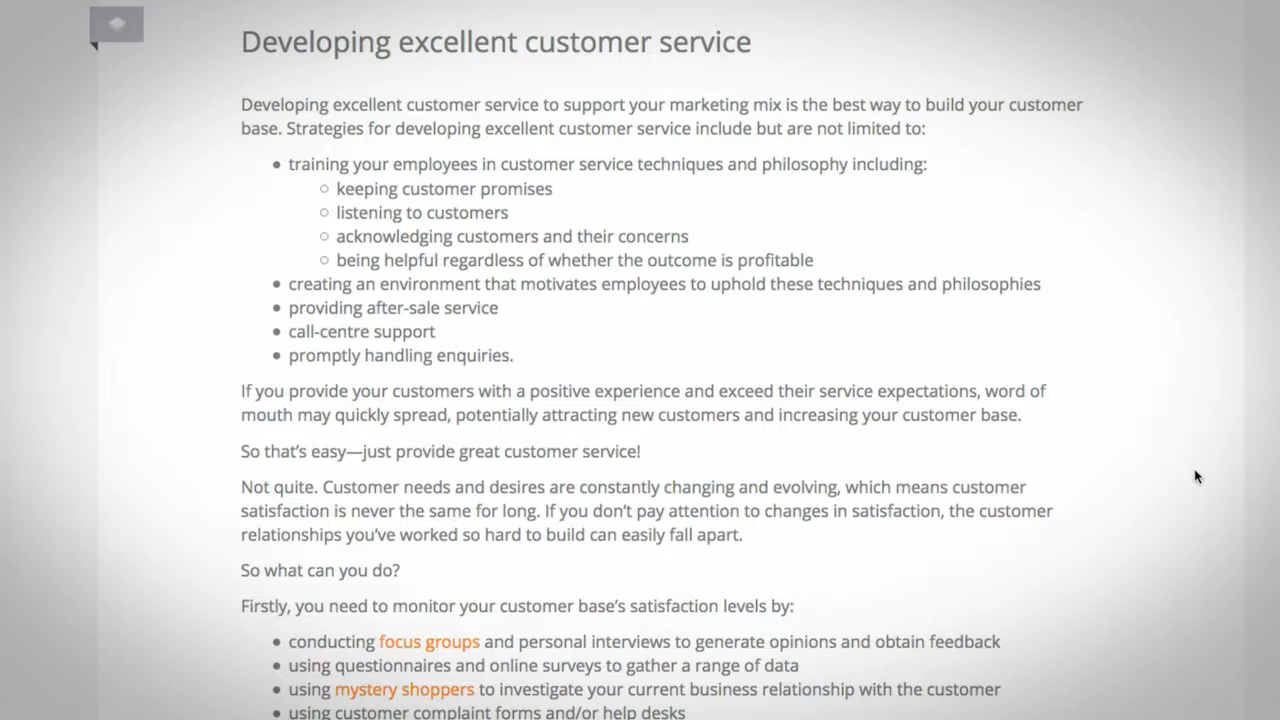 Developing excellent customer service
Developing excellent customer service to support your marketing mix is the best way to build your customer
base. Strategies for developing excellent customer service include but are not limited to:
training your employees in customer service techniques and philosophy including:
keeping customer promises
listening to customers
acknowledging customers and their concerns
being helpful regardless of whether the outcome is profitable
creating an environment that motivates employees to uphold these techniques and philosophies
providing after-sale service
call-centre support
promptly handling enquiries.
If you provide your customers with a positive experience and exceed their service expectations, word of
mouth may quickly spread, potentially attracting new customers and increasing your customer base.
So that's easy—just provide great customer service!
Not quite. Customer needs and desires are constantly changing and evolving, which means customer
satisfaction is never the same for long. If you don't pay attention to changes in satisfaction, the customer
relationships you've worked so hard to build can easily fall apart.
So what can you do?
Firstly, you need to monitor your customer base's satisfaction levels by:
conducting focus groups and personal interviews to generate opinions and obtain feedback
using questionnaires and online surveys to gather a range of data
using mystery shoppers to investigate your current business relationship with the customer
using customer complaint forms and/or help desks